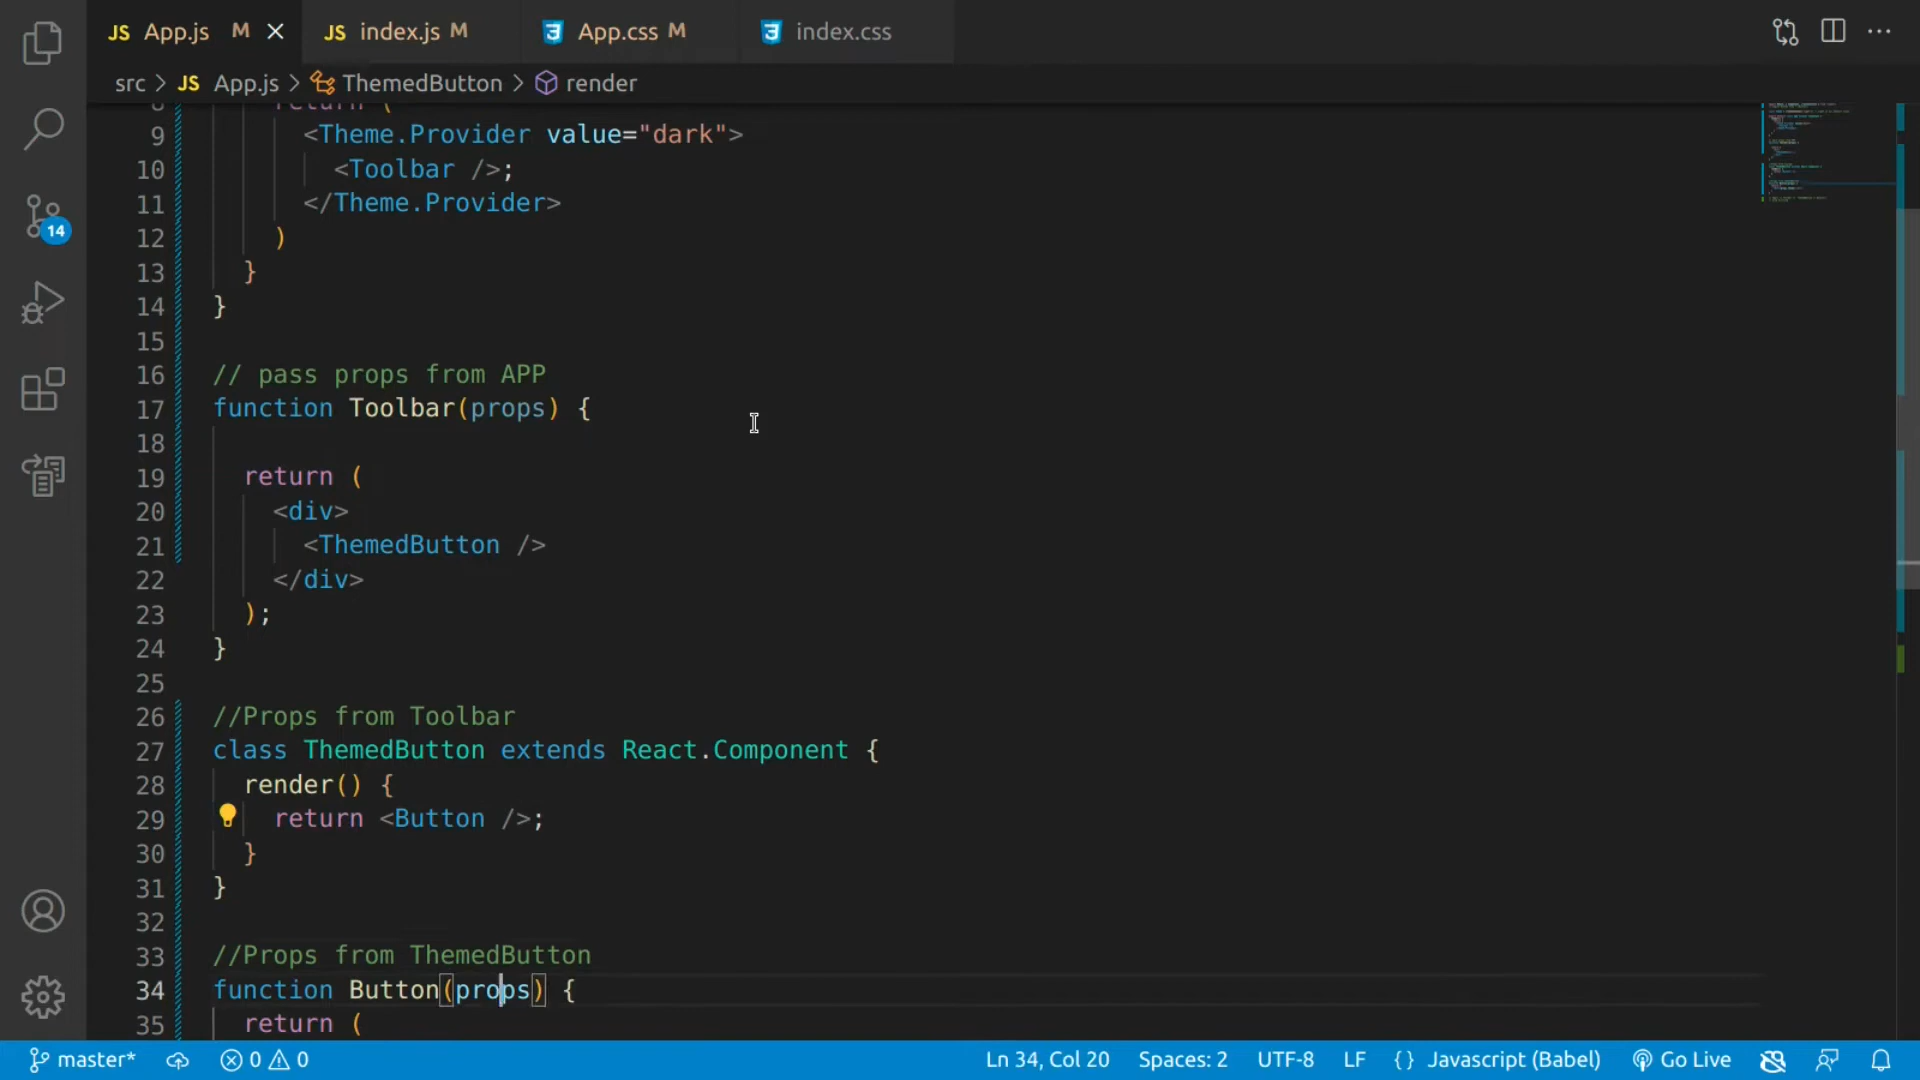 JS App.js M
JS index.js M
App.css M
index.css
src > JS App.js > ThemedButton > render
8 return (
9 <Theme.Provider value="dark">
10 <Toolbar />;
11 </Theme.Provider>
12 )
13 }
14 }
15
16 // pass props from APP
17 function Toolbar(props) {
18
19 return (
20 <div>
21 <ThemedButton />
22 </div>
23 );
24 }
25
26 //Props from Toolbar
27 class ThemedButton extends React.Component {
28 render() {
29 return <Button />;
30 }
31 }
32
33 //Props from ThemedButton
34 function Button(props) {
35 return (
14
master* 0 0 Ln 34, Col 20 Spaces: 2 UTF-8 LF { } Javascript (Babel) Go Live